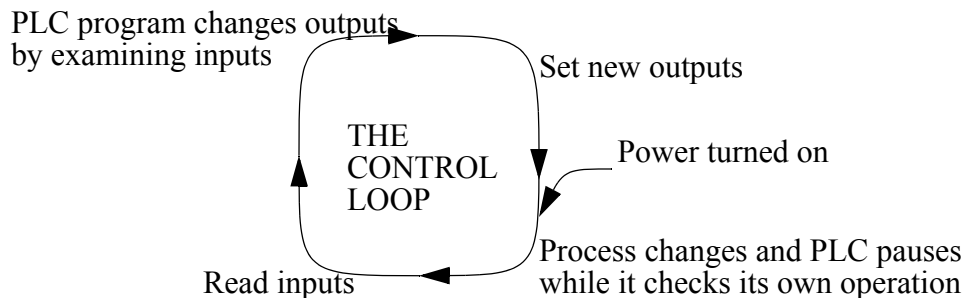 PLC program changes outputs
by examining inputs
Set new outputs
THE
CONTROL
LOOP
Power turned on
Process changes and PLC pauses
while it checks its own operation
Read inputs